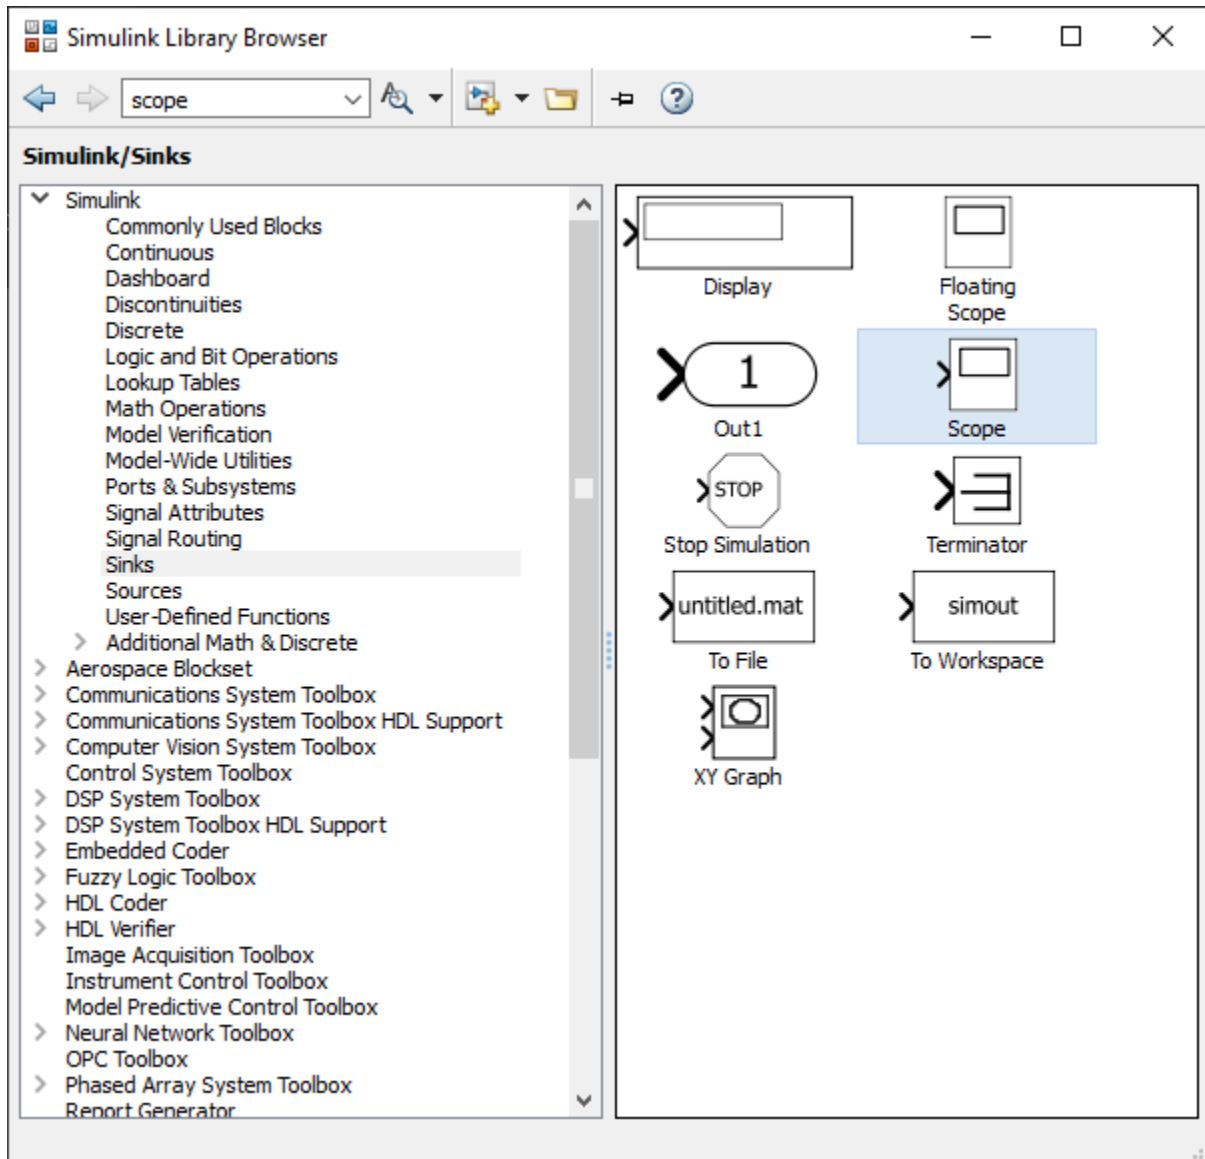 Simulink Library Browser
scope
Simulink/Sinks
Simulink
Commonly Used Blocks
Continuous
Dashboard
Discontinuities
Discrete
Logic and Bit Operations
Lookup Tables
Math Operations
Model Verification
Model-Wide Utilities
Ports & Subsystems
Signal Attributes
Signal Routing
Sinks
Sources
User-Defined Functions
Additional Math & Discrete
Aerospace Blockset
Communications System Toolbox
Communications System Toolbox HDL Support
Computer Vision System Toolbox
Control System Toolbox
DSP System Toolbox
DSP System Toolbox HDL Support
Embedded Coder
Fuzzy Logic Toolbox
HDL Coder
HDL Verifier
Image Acquisition Toolbox
Instrument Control Toolbox
Model Predictive Control Toolbox
Neural Network Toolbox
OPC Toolbox
Phased Array System Toolbox
Report Generator
Display
Floating
Scope
1
Out1
Scope
STOP
Stop Simulation
Terminator
untitled.mat
To File
simout
To Workspace
XY Graph